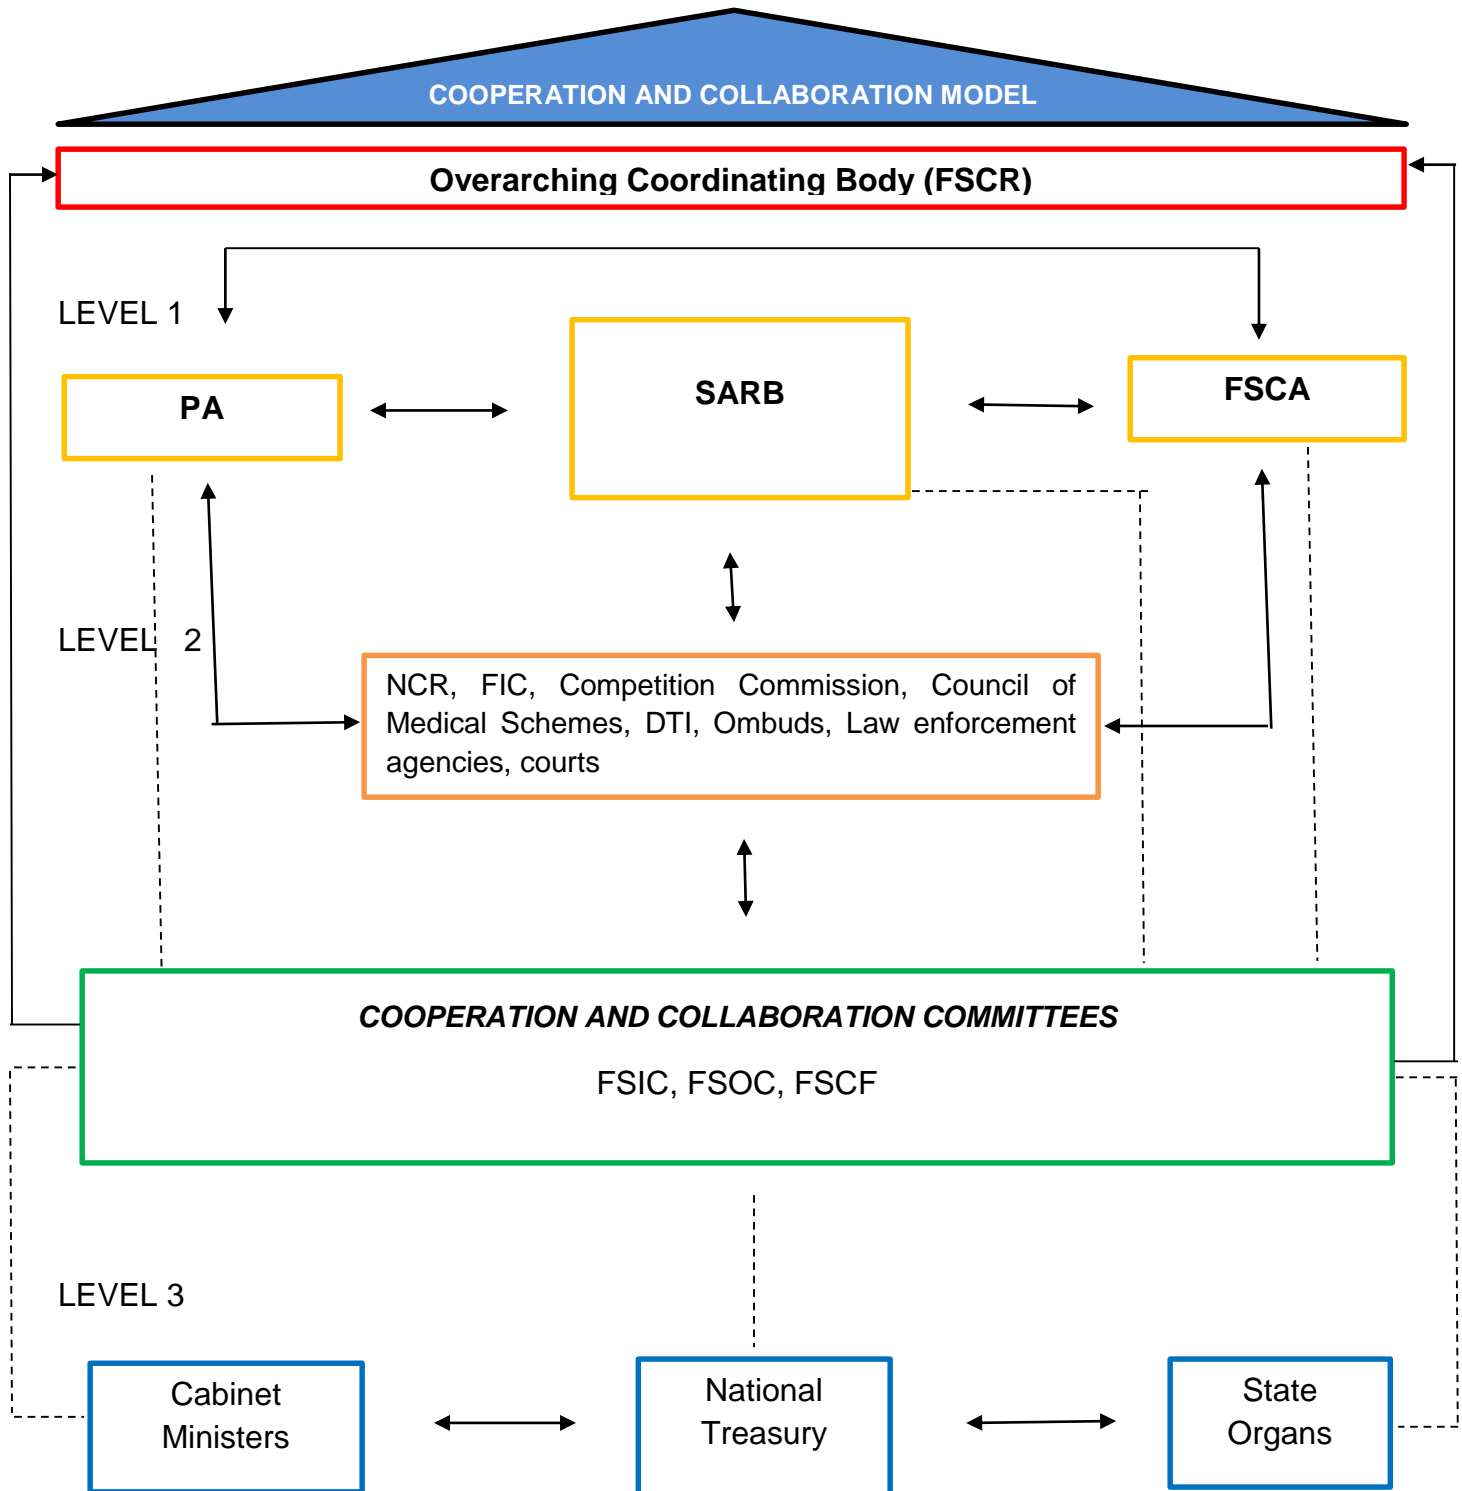 COOPERATION AND COLLABORATION MODEL
Overarching Coordinating Body (FSCR)
LEVEL 1
PA
SARB
FSCA
LEVEL 2
NCR, FIC, Competition Commission, Council of
Medical Schemes, DTI, Ombuds, Law enforcement
agencies, courts
COOPERATION AND COLLABORATION COMMITTEES
FSIC, FSOC, FSCF
LEVEL 3
Cabinet
Ministers
National
Treasury
State
Organs